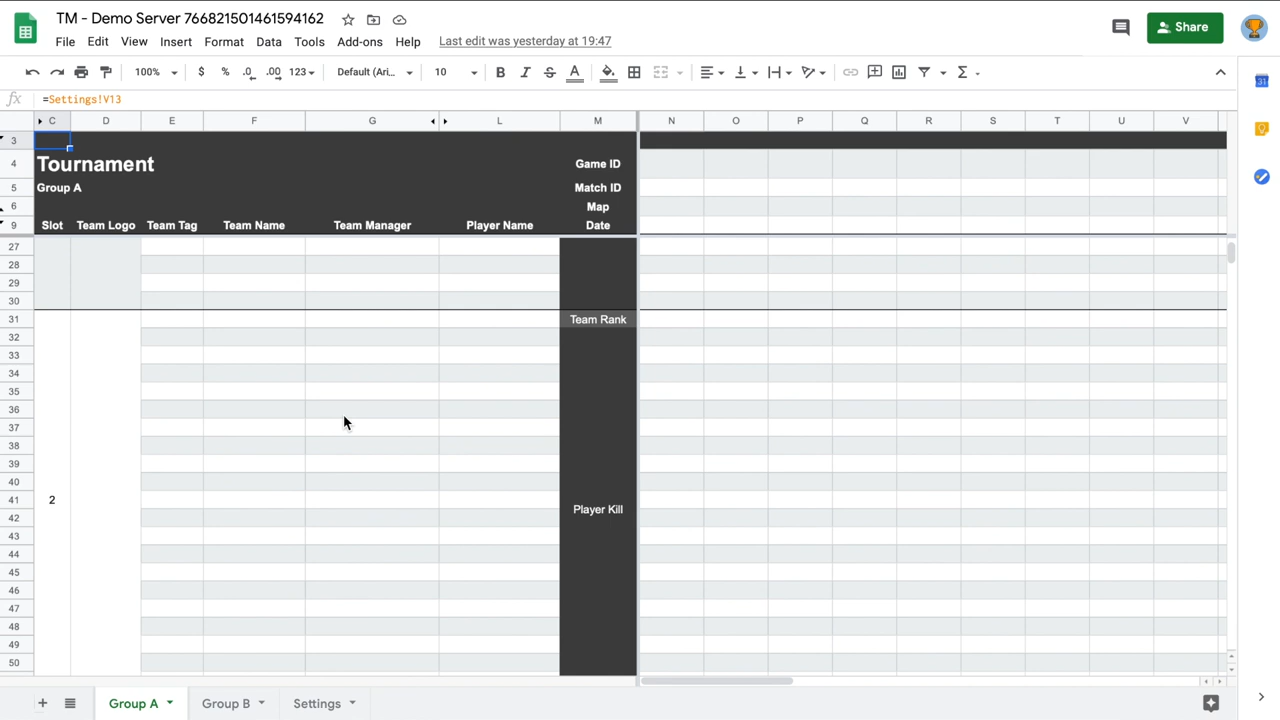 TM - Demo Server 766821501461594162
File Edit View Insert Format Data Tools Add-ons Help Last edit was yesterday at 19:47
Share
100% $ % .0 .00 123 Default (Ari... 10 B I S A Σ
fx =Settings!V13
C D E F G L M N O P Q R S T U V
3
4 Tournament Game ID
5 Group A Match ID
6 Map
9 Slot Team Logo Team Tag Team Name Team Manager Player Name Date
27
28
29
30
31 Team Rank
32
33
34
35
36
37
38
39
40
41 2
42 Player Kill
43
44
45
46
47
48
49
50
+ Group A Group B Settings
31